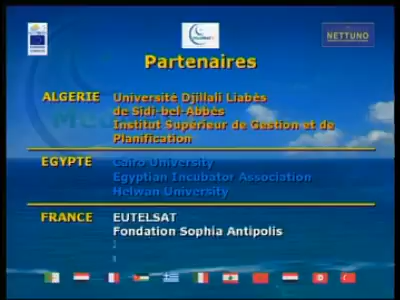 NETTUNO
Partenaires
ALGERIE Université Djillali Liabès
de Sidi-bel-Abbès
Institut Supérieur de Gestion et de
Planification
EGYPTE Cairo University
Egyptian Incubator Association
Helwan University
FRANCE EUTELSAT
Fondation Sophia Antipolis